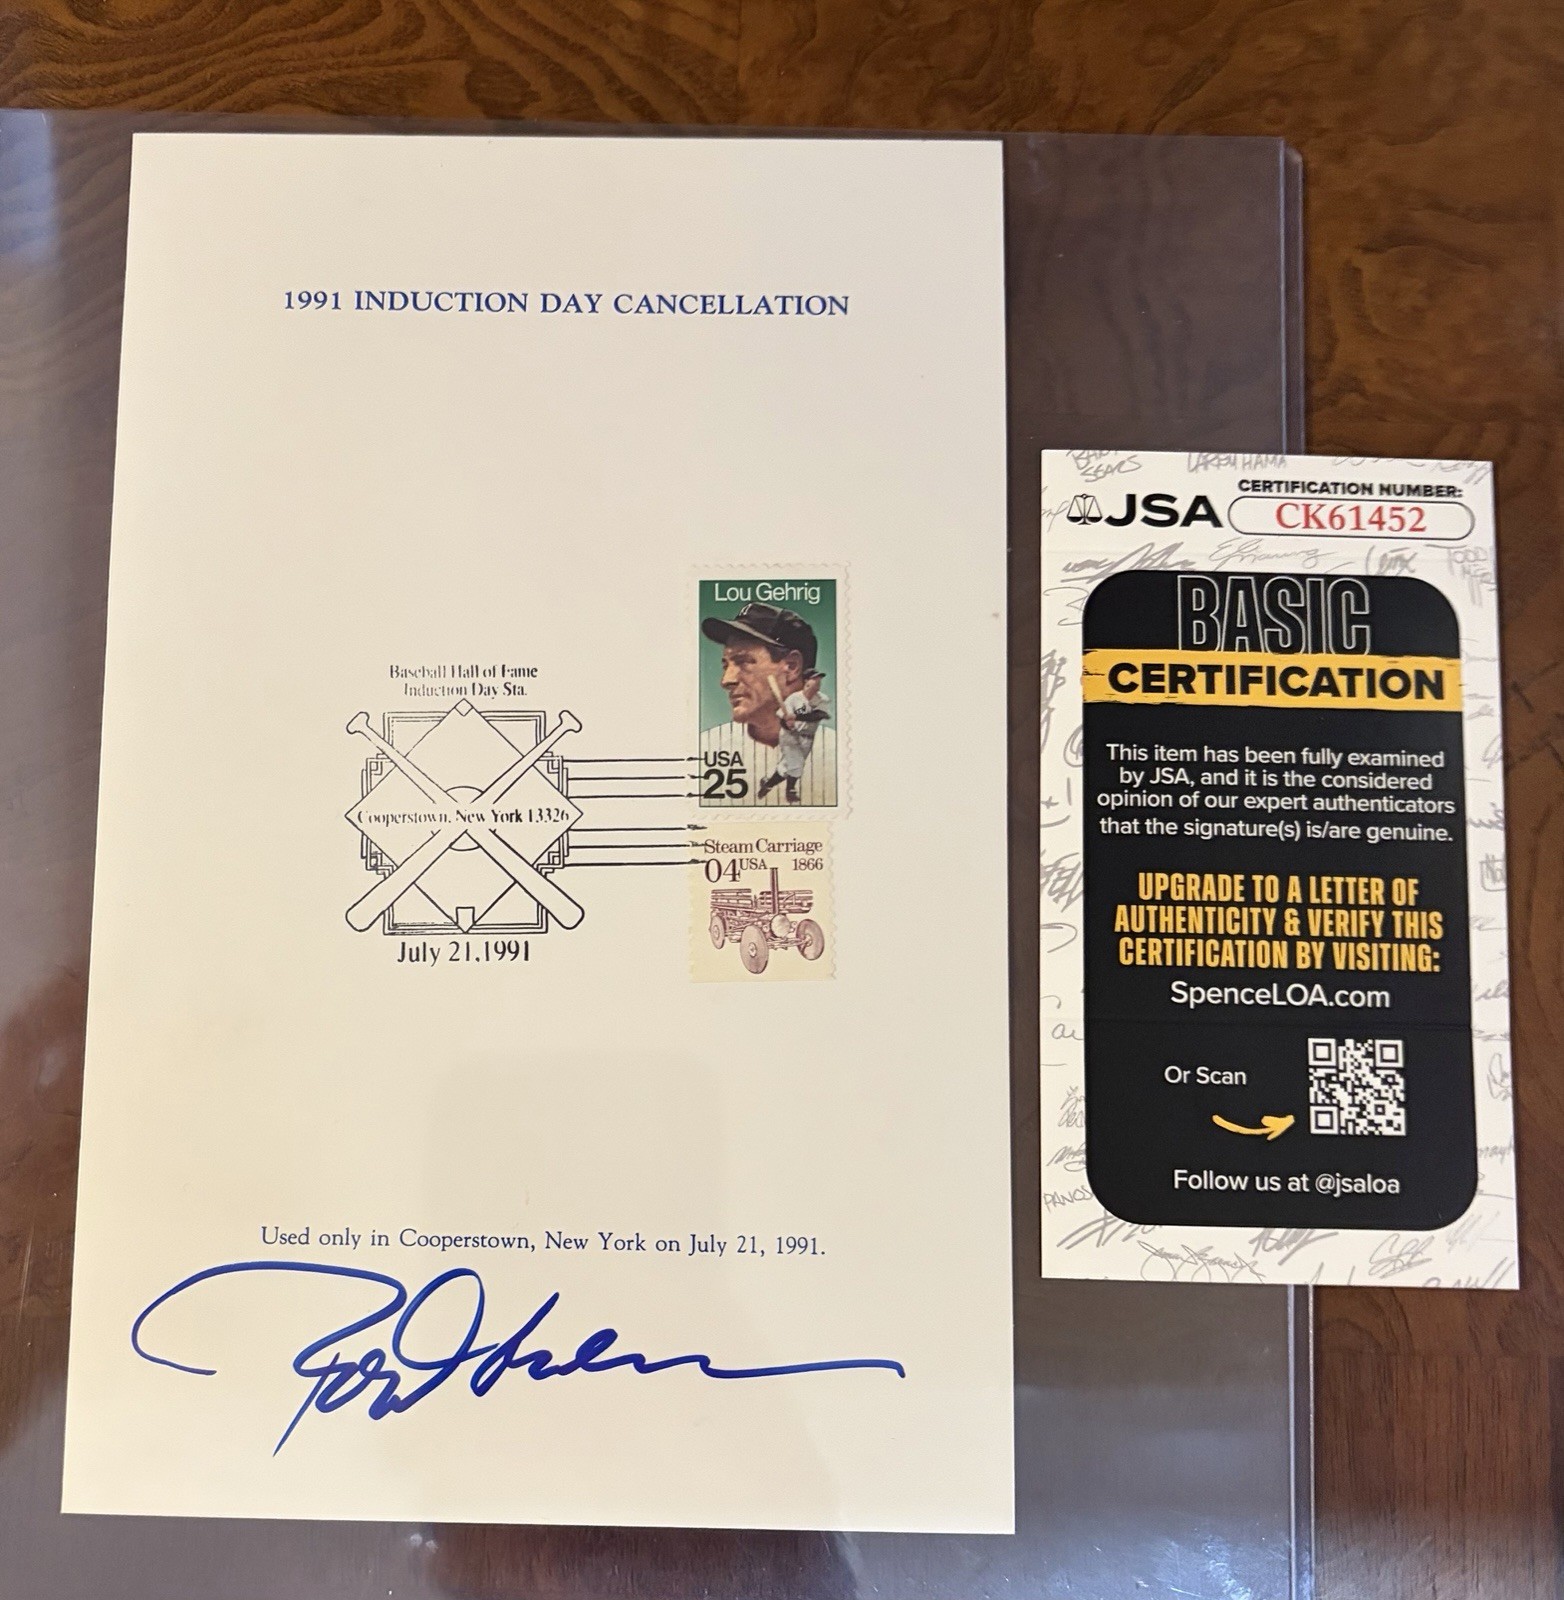 1991 INDUCTION DAY CANCELLATION
Baseball Hall of Fame
Induction Day Sta.
Cooperstown, New York 13326
July 21,1991
Lou Gehrig
USA
25
Steam Carriage
04 USA 1866
Used only in Cooperstown, New York on July 21, 1991.
JSA
CERTIFICATION NUMBER:
CK61452
BASIC
CERTIFICATION
This item has been fully examined
by JSA, and it is the considered
opinion of our expert authenticators
that the signature(s) is/are genuine.
UPGRADE TO A LETTER OF
AUTHENTICITY & VERIFY THIS
CERTIFICATION BY VISITING:
SpenceLOA.com
Or Scan
Follow us at @jsaloa